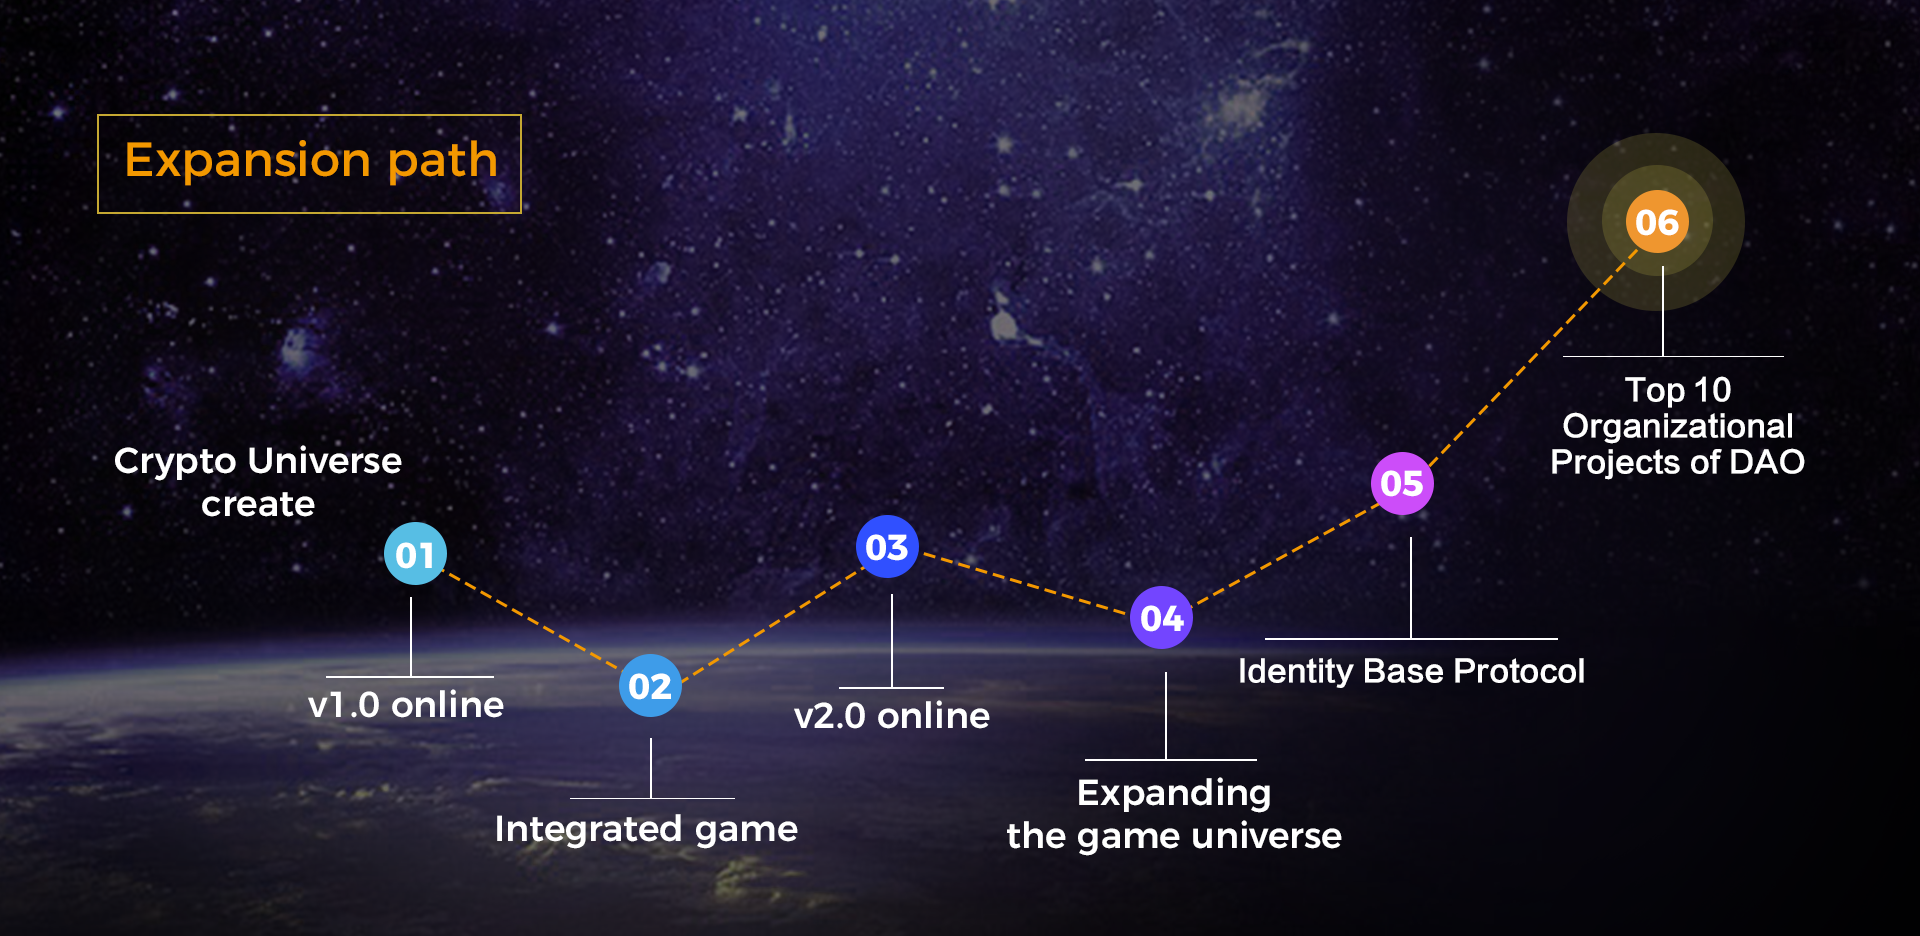 Expansion path
Crypto Universe
create
01
v1.0 online
02
Integrated game
03
v2.0 online
04
Expanding
the game universe
05
Identity Base Protocol
06
Top 10
Organizational
Projects of DAO